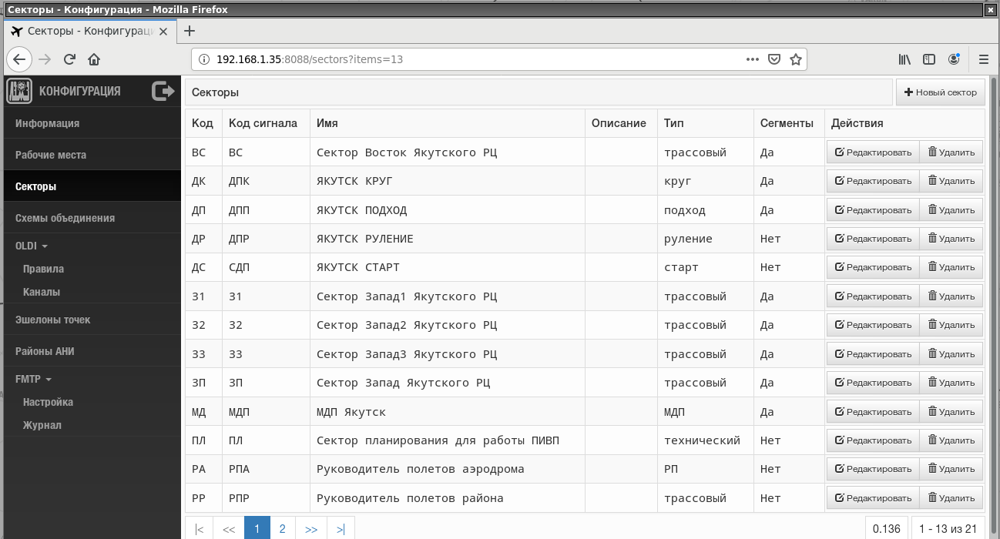 Секторы - Конфигурация - Mozilla Firefox
Секторы - Конфигурац
192.168.1.35:8088/sectors?items=13
КОНФИГУРАЦИЯ
Информация
Рабочие места
Секторы
Схемы объединения
OLDI
Правила
Каналы
Эшелоны точек
Районы АНИ
FMTP
Настройка
Журнал
Секторы Новый сектор
Код Код сигнала Имя Описание Тип Сегменты Действия
ВС ВС Сектор Восток Якутского РЦ трассовый Да Редактировать Удалить
ДК ДПК ЯКУТСК КРУГ круг Да Редактировать Удалить
ДП ДПП ЯКУТСК ПОДХОД подход Да Редактировать Удалить
ДР ДПР ЯКУТСК РУЛЕНИЕ руление Нет Редактировать Удалить
ДС СДП ЯКУТСК СТАРТ старт Нет Редактировать Удалить
З1 З1 Сектор Запад1 Якутского РЦ трассовый Да Редактировать Удалить
З2 З2 Сектор Запад2 Якутского РЦ трассовый Да Редактировать Удалить
З3 З3 Сектор Запад3 Якутского РЦ трассовый Да Редактировать Удалить
ЗП ЗП Сектор Запад Якутского РЦ трассовый Да Редактировать Удалить
МД МДП МДП Якутск МДП Да Редактировать Удалить
ПЛ ПЛ Сектор планирования для работы ПИВП технический Нет Редактировать Удалить
РА РПА Руководитель полетов аэродрома РП Нет Редактировать Удалить
РР РПР Руководитель полетов района трассовый Нет Редактировать Удалить
|< << 1 2 >> >| 0.136 1 - 13 из 21